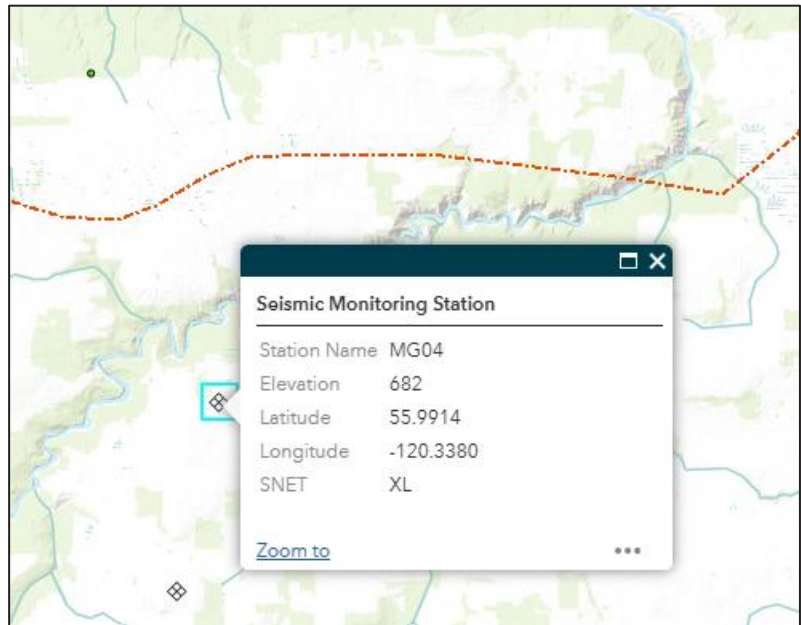 Seismic Monitoring Station
Station Name MG04
Elevation 682
Latitude 55.9914
Longitude -120.3380
SNET XL
Zoom to